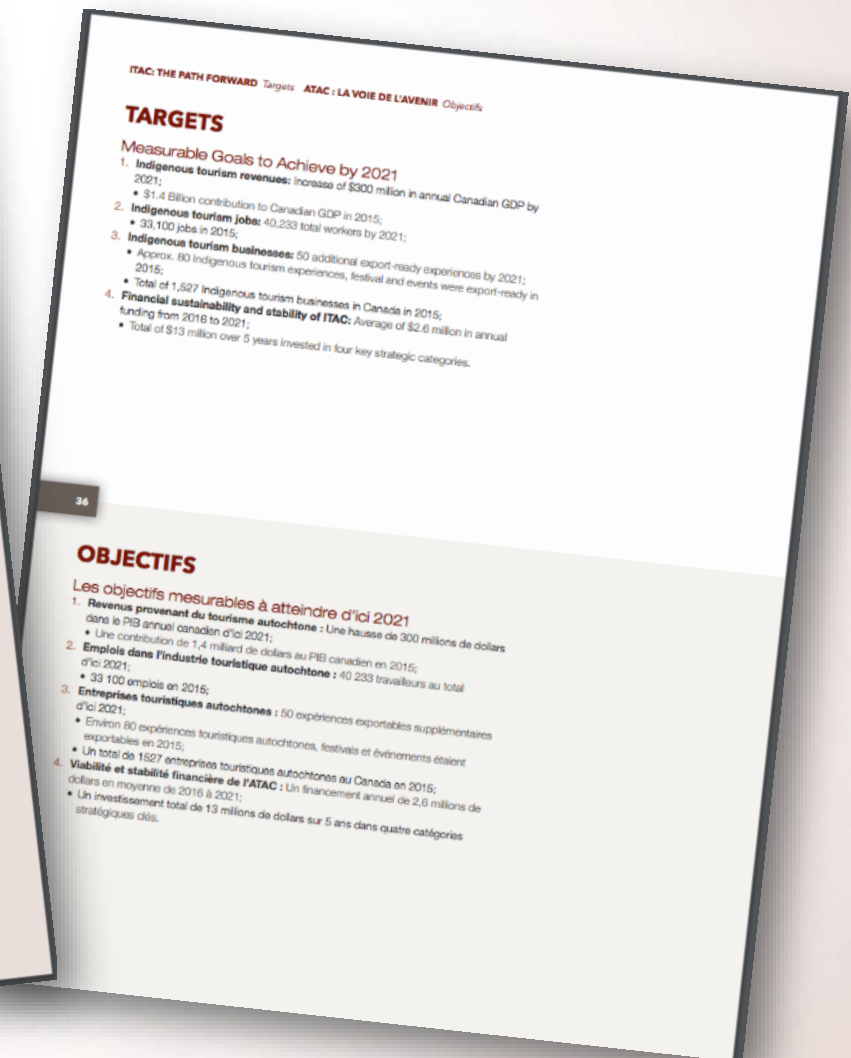 ITAC: THE PATH FORWARD Targets ATAC : LA VOIE DE L'AVENIR Objectifs
TARGETS
Measurable Goals to Achieve by 2021
1. Indigenous tourism revenues: Increase of $300 million in annual Canadian GDP by
2021;
• $1.4 Billion contribution to Canadian GDP in 2015;
2. Indigenous tourism jobs: 40,233 total workers by 2021;
• 33,100 jobs in 2015;
3. Indigenous tourism businesses: 50 additional export-ready experiences by 2021;
• Approx. 80 Indigenous tourism experiences, festival and events were export-ready in
2015;
• Total of 1,527 Indigenous tourism businesses in Canada in 2015;
4. Financial sustainability and stability of ITAC: Average of $2.6 million in annual
funding from 2016 to 2021;
• Total of $13 million over 5 years invested in four key strategic categories.
36
OBJECTIFS
Les objectifs mesurables à atteindre d'ici 2021
1. Revenus provenant du tourisme autochtone : Une hausse de 300 millions de dollars
dans le PIB annuel canadien d'ici 2021;
• Une contribution de 1,4 milliard de dollars au PIB canadien en 2015;
2. Emplois dans l'industrie touristique autochtone : 40 233 travailleurs au total
d'ici 2021;
• 33 100 emplois en 2015;
3. Entreprises touristiques autochtones : 50 expériences exportables supplémentaires
d'ici 2021;
• Environ 80 expériences touristiques autochtones, festivals et événements étaient
exportables en 2015;
• Un total de 1527 entreprises touristiques autochtones au Canada en 2015;
4. Viabilité et stabilité financière de l'ATAC : Un financement annuel de 2,6 millions de
dollars en moyenne de 2016 à 2021;
• Un investissement total de 13 millions de dollars sur 5 ans dans quatre catégories
stratégiques clés.